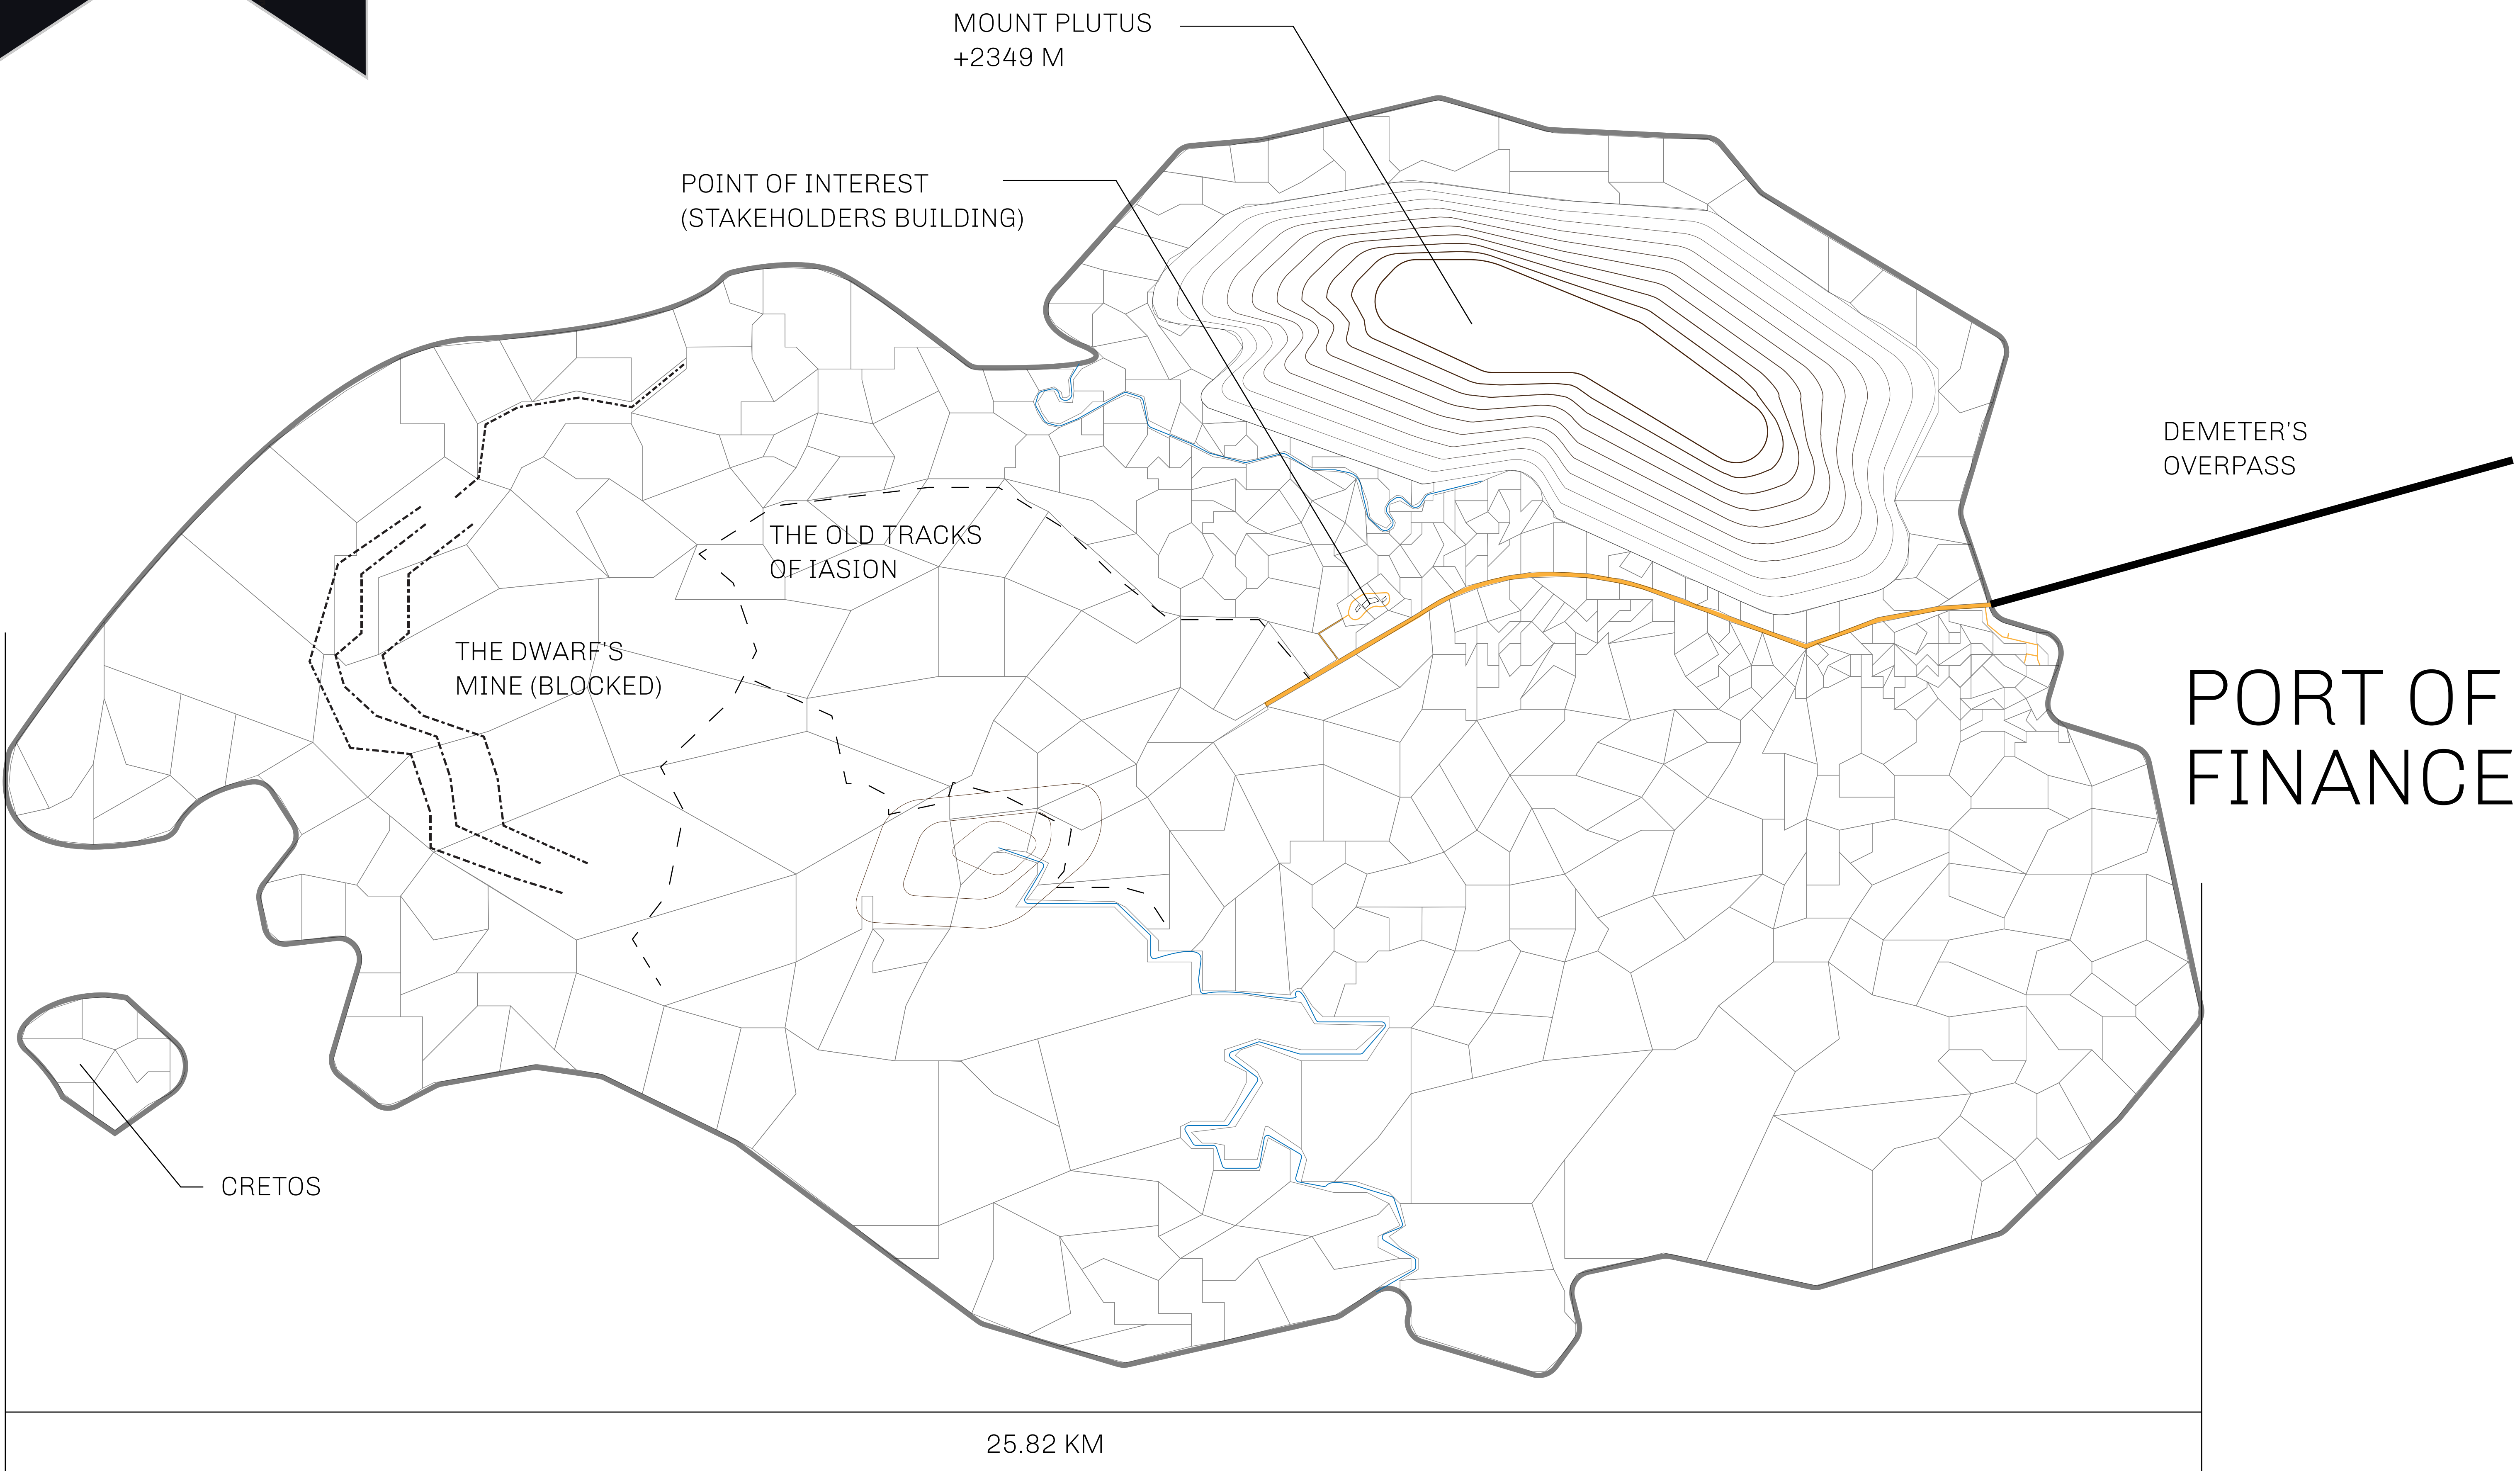 MOUNT PLUTUS
+2349 M
POINT OF INTEREST
(STAKEHOLDERS BUILDING)
DEMETER'S
OVERPASS
THE OLD TRACKS
OF IASION
THE DWARF'S
MINE (BLOCKED)
PORT OF
FINANCE
CRETOS
25.82 KM